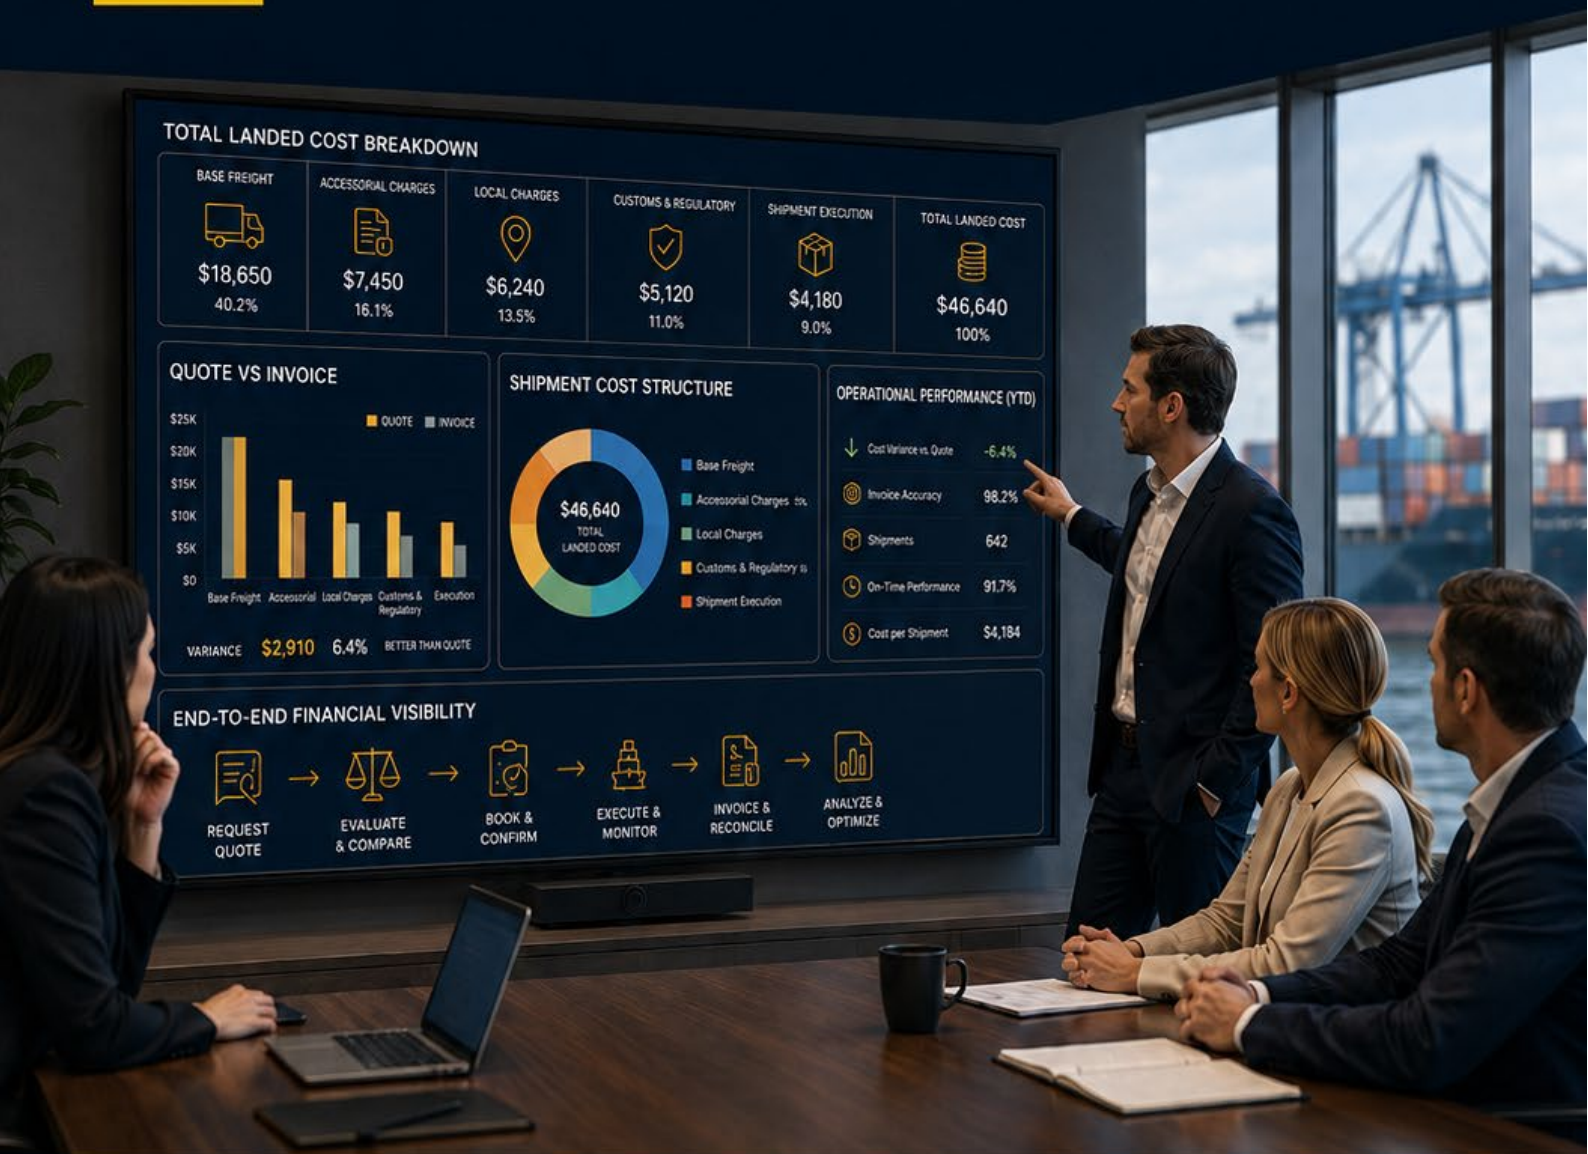 TOTAL LANDED COST BREAKDOWN
BASE FREIGHT
$18,650
40.2%
ACCESSORIAL CHARGES
$7,450
16.1%
LOCAL CHARGES
$6,240
13.5%
CUSTOMS & REGULATORY
$5,120
11.0%
SHIPMENT EXECUTION
$4,180
9.0%
TOTAL LANDED COST
$46,640
100%
QUOTE VS INVOICE
QUOTE
INVOICE
$25K
$20K
$15K
$10K
$5K
$0
Base Freight
Accessorial
Local Charges
Customs &
Regulatory
Execution
VARIANCE $2,910 6.4% BETTER THAN QUOTE
SHIPMENT COST STRUCTURE
$46,640
TOTAL
LANDED COST
Base Freight
Accessorial Charges
Local Charges
Customs & Regulatory
Shipment Execution
OPERATIONAL PERFORMANCE (YTD)
Cost Variance vs. Quote -6.4%
Invoice Accuracy 98.2%
Shipments 642
On-Time Performance 91.7%
Cost per Shipment $4,184
END-TO-END FINANCIAL VISIBILITY
REQUEST
QUOTE
EVALUATE
& COMPARE
BOOK &
CONFIRM
EXECUTE &
MONITOR
INVOICE &
RECONCILE
ANALYZE &
OPTIMIZE